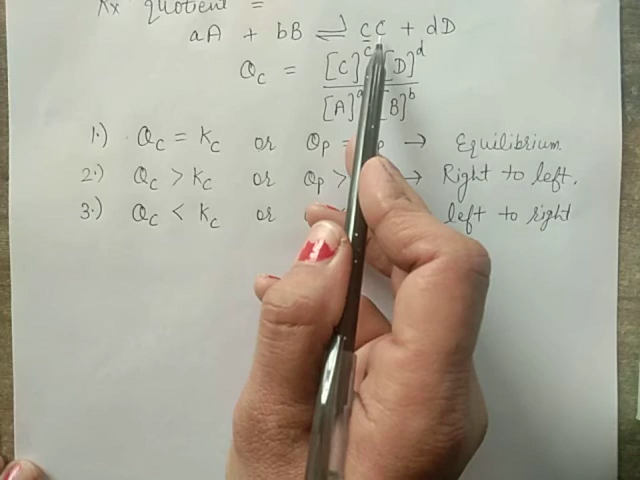 Rx quotient =
aA + bB ⇌ cC + dD
Qc = [C]^c [D]^d / [A]^a [B]^b
1.) Qc = Kc or Qp = → Equilibrium
2.) Qc > Kc or Qp > → Right to left.
3.) Qc < Kc or left to right